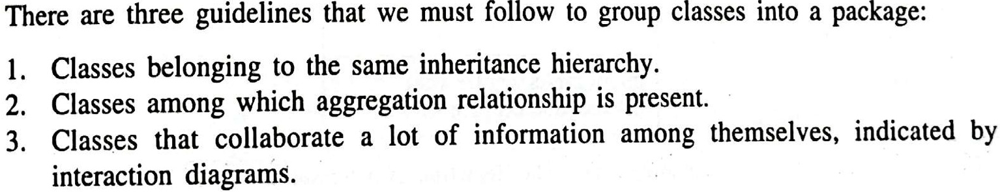 There are three guidelines that we must follow to group classes into a package:
1. Classes belonging to the same inheritance hierarchy.
2. Classes among which aggregation relationship is present.
3. Classes that collaborate a lot of information among themselves, indicated by
interaction diagrams.